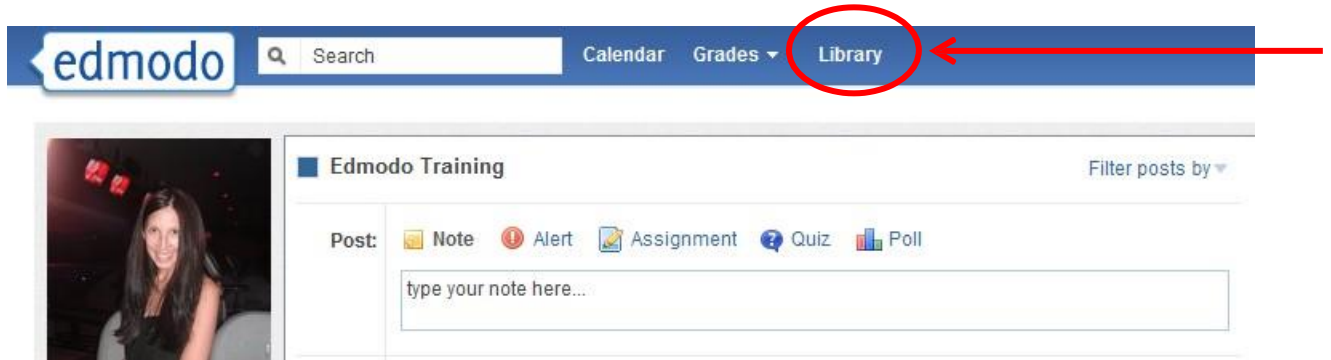 edmodo Search Calendar Grades Library
Edmodo Training Filter posts by
Post: Note Alert Assignment Quiz Poll
type your note here...